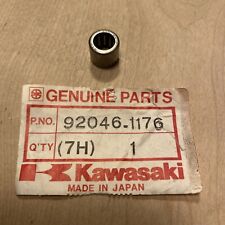 GENUINE PARTS
P.NO. 92046-1176
Q'TY (7H) 1
Kawasaki
MADE IN JAPAN